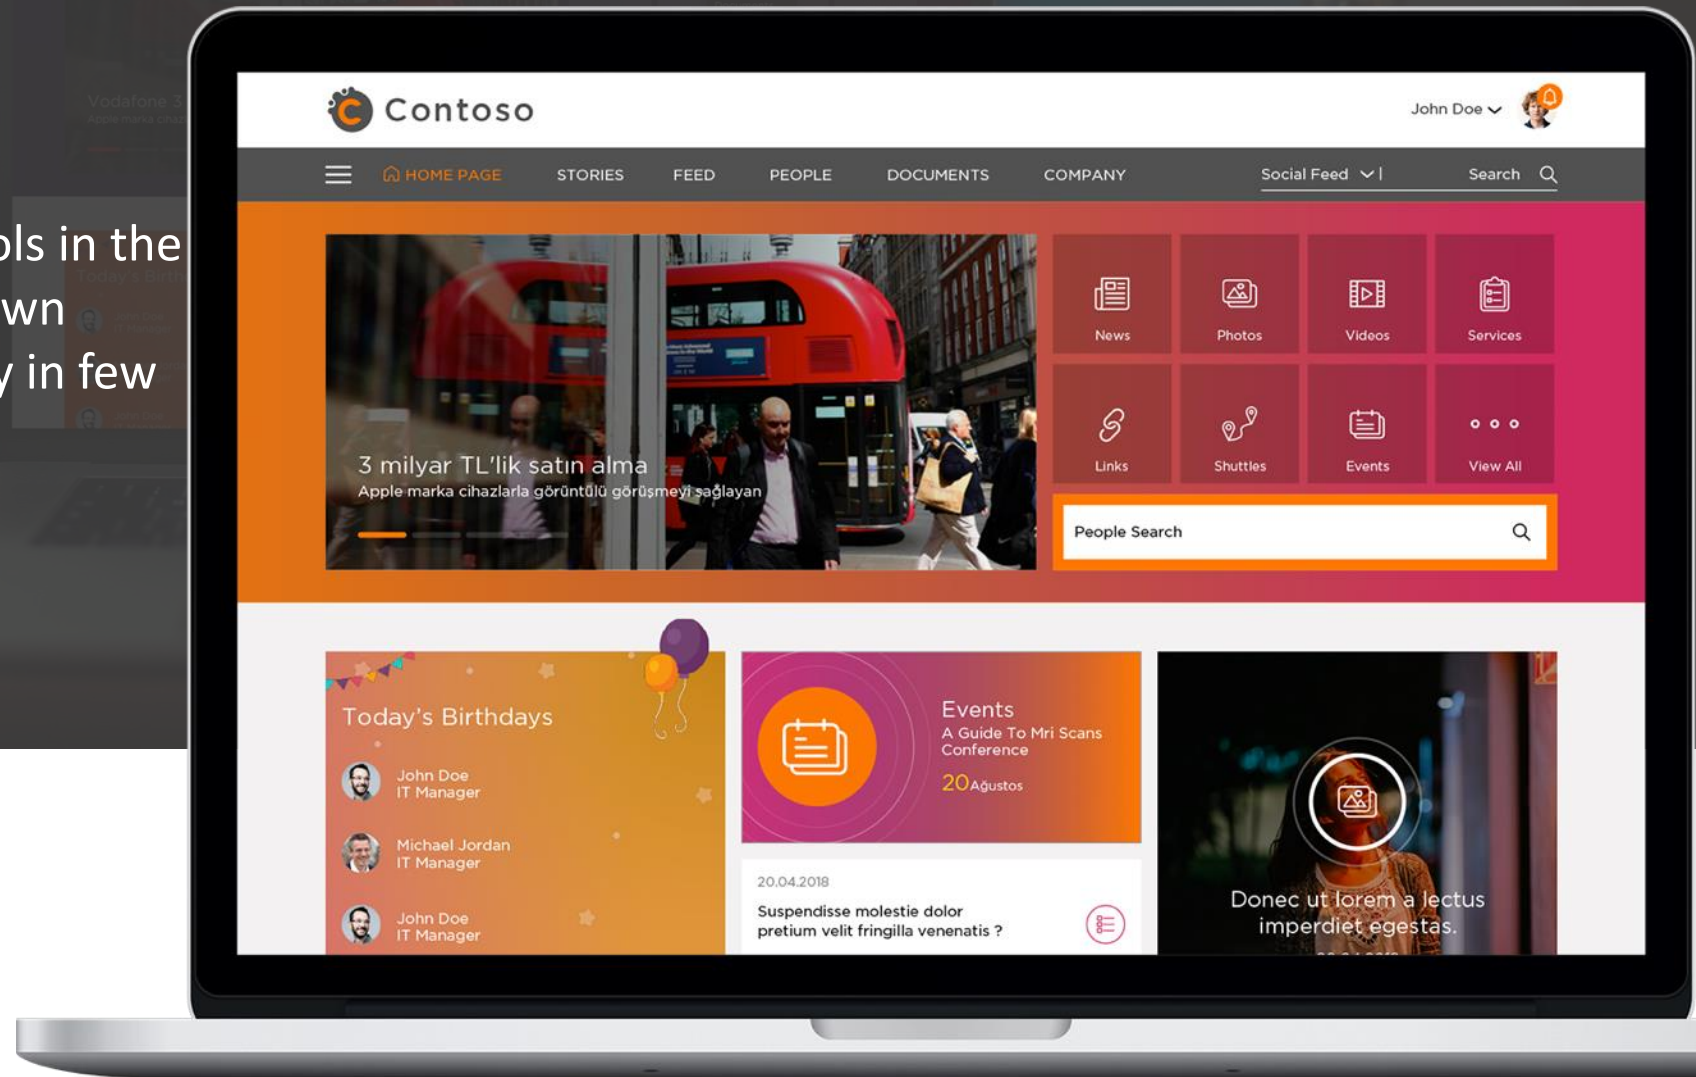 Vodafone 3
ols in the
wn
y in few
Today's Birth
Contoso
John Doe
HOME PAGE
STORIES
FEED
PEOPLE
DOCUMENTS
COMPANY
Social Feed
Search
3 milyar TL'lik satın alma
Apple marka cihazlarla görüntülü görüşmeyi sağlayan
News
Photos
Videos
Services
Links
Shuttles
Events
View All
People Search
Today's Birthdays
John Doe
IT Manager
Michael Jordan
IT Manager
John Doe
IT Manager
Events
A Guide To Mri Scans
Conference
20 Ağustos
20.04.2018
Suspendisse molestie dolor
pretium velit fringilla venenatis ?
Donec ut lorem a lectus
imperdiet egestas.